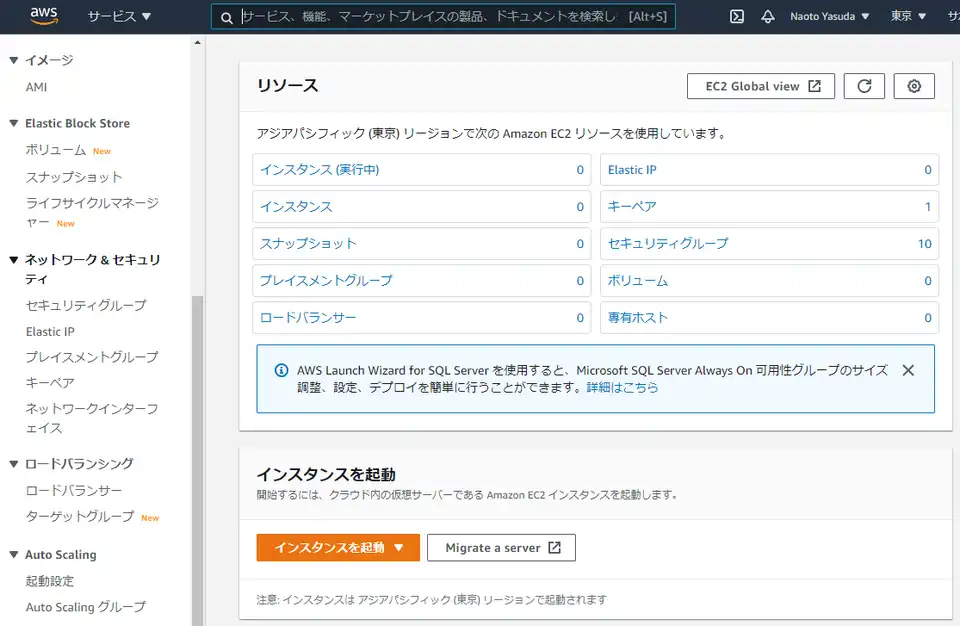 aws サービス ▼ サービス、機能、マーケットプレイスの製品、ドキュメントを検索し [Alt+S] Naoto Yasuda ▼ 東京 ▼ サ
▼ イメージ
AMI
▼ Elastic Block Store
ボリューム New
スナップショット
ライフサイクルマネージ
ャー New
▼ ネットワーク & セキュリ
ティ
セキュリティグループ
Elastic IP
プレイスメントグループ
キーペア
ネットワークインターフ
ェイス
▼ ロードバランシング
ロードバランサー
ターゲットグループ New
▼ Auto Scaling
起動設定
Auto Scaling グループ
リソース EC2 Global view
アジアパシフィック (東京) リージョンで次の Amazon EC2 リソースを使用しています。
インスタンス (実行中) 0 Elastic IP 0
インスタンス 0 キーペア 1
スナップショット 0 セキュリティグループ 10
プレイスメントグループ 0 ボリューム 0
ロードバランサー 0 専有ホスト 0
AWS Launch Wizard for SQL Server を使用すると、Microsoft SQL Server Always On 可用性グループのサイズ
調整、設定、デプロイを簡単に行うことができます。詳細はこちら
インスタンスを起動
開始するには、クラウド内の仮想サーバーである Amazon EC2 インスタンスを起動します。
インスタンスを起動 ▼ Migrate a server
注意: インスタンスは アジアパシフィック (東京) リージョンで起動されます